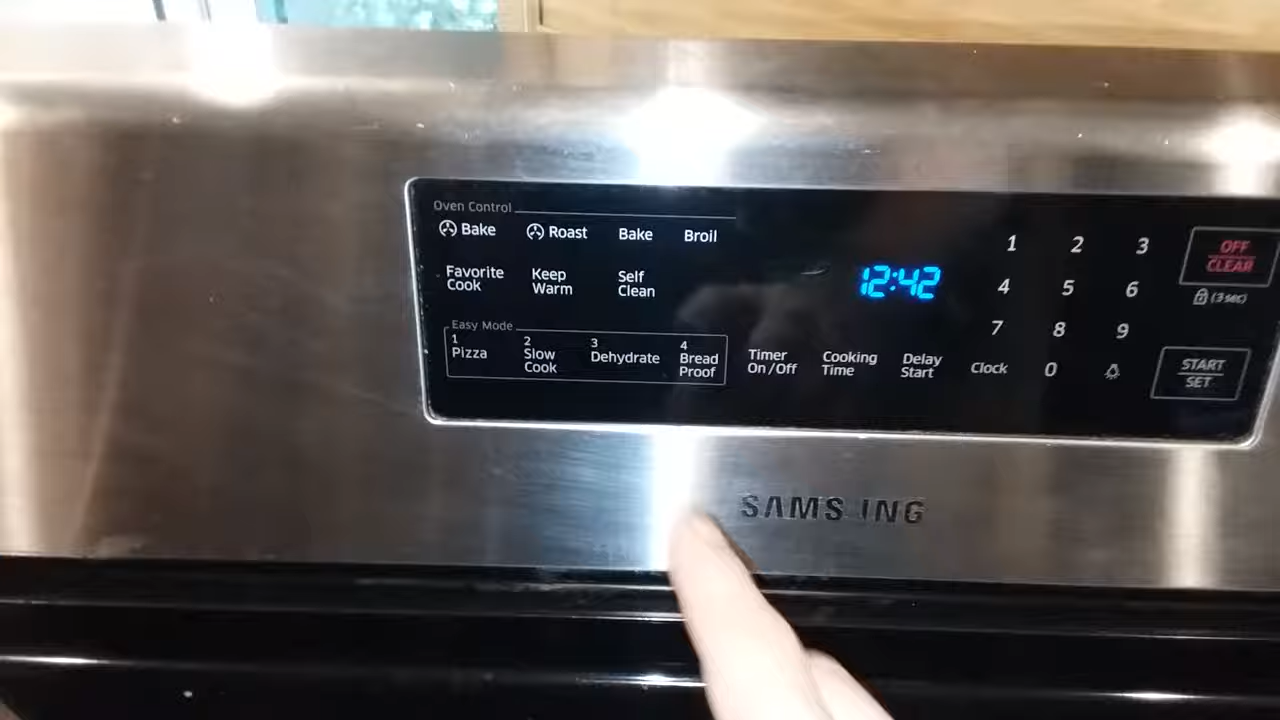 Oven Control
Bake Roast Bake Broil
Favorite Cook Keep Warm Self Clean
Easy Mode
1 Pizza 2 Slow Cook 3 Dehydrate 4 Bread Proof
Timer On/Off Cooking Time Delay Start
12:42
1 2 3
4 5 6
7 8 9
Clock 0
OFF
CLEAR
(3 sec)
START
SET
SAMS ING